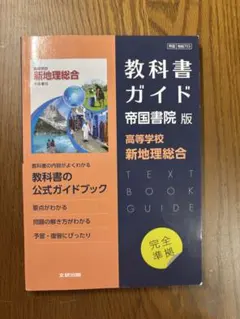 新地理総合
教科書の内容がよくわかる
教科書の
公式ガイドブック
要点がわかる
問題の解き方がわかる
予習・復習にぴったり
文研出版
教科書
ガイド
帝国書院 版
高等学校
新地理総合
TEXT
BOOK
GUIDE
完全
準拠